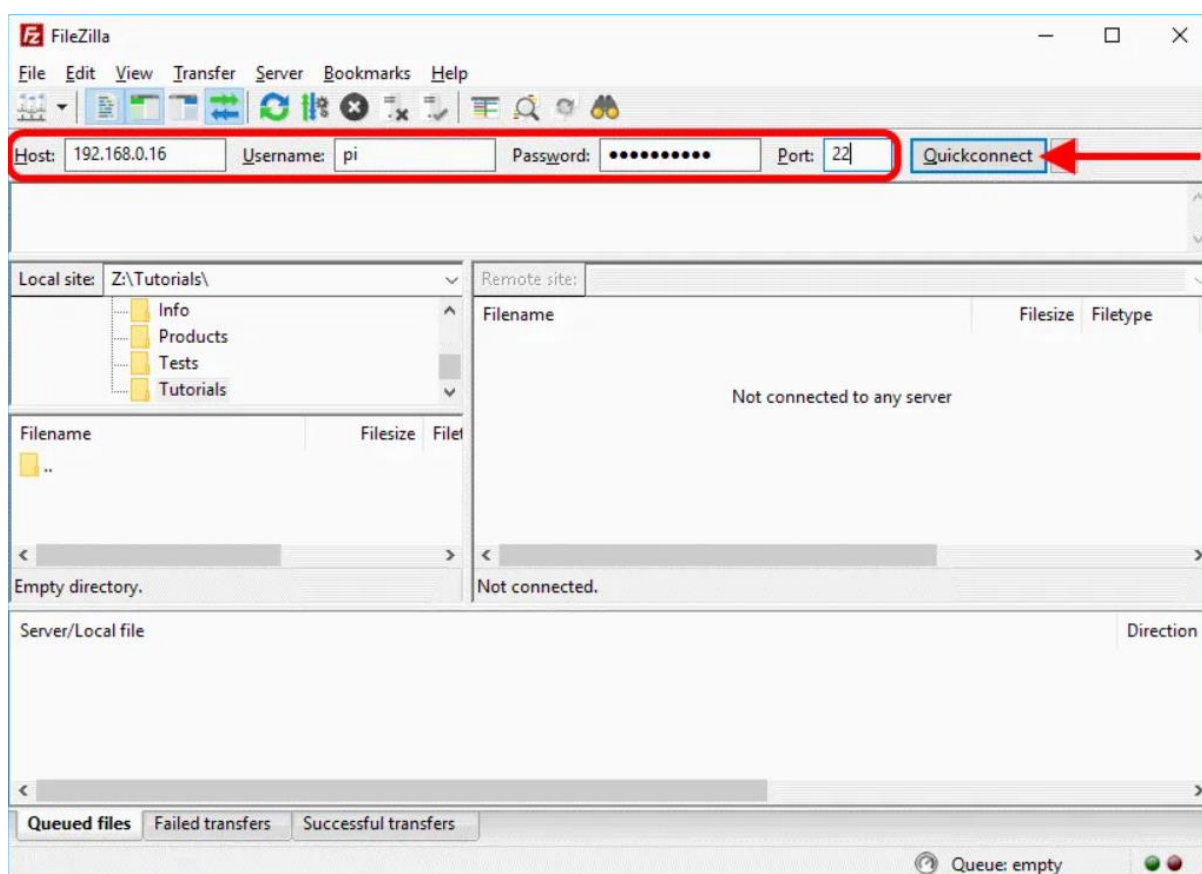 FileZilla
File Edit View Transfer Server Bookmarks Help
Host: 192.168.0.16 Username: pi Password: ●●●●●●●●●● Port: 22 Quickconnect
Local site: Z:\Tutorials\ Remote site:
Info
Products
Tests
Tutorials
Filename Filesize Filetype
Not connected to any server
Filename Filesize Filet
..
Empty directory. Not connected.
Server/Local file Direction
Queued files Failed transfers Successful transfers
Queue: empty